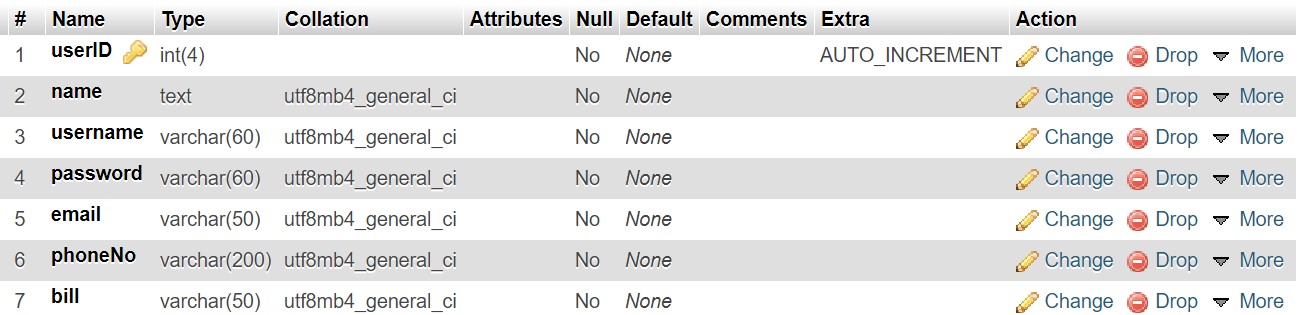 # Name Type Collation Attributes Null Default Comments Extra Action
1 userID int(4) No None AUTO_INCREMENT Change Drop More
2 name text utf8mb4_general_ci No None Change Drop More
3 username varchar(60) utf8mb4_general_ci No None Change Drop More
4 password varchar(60) utf8mb4_general_ci No None Change Drop More
5 email varchar(50) utf8mb4_general_ci No None Change Drop More
6 phoneNo varchar(200) utf8mb4_general_ci No None Change Drop More
7 bill varchar(50) utf8mb4_general_ci No None Change Drop More